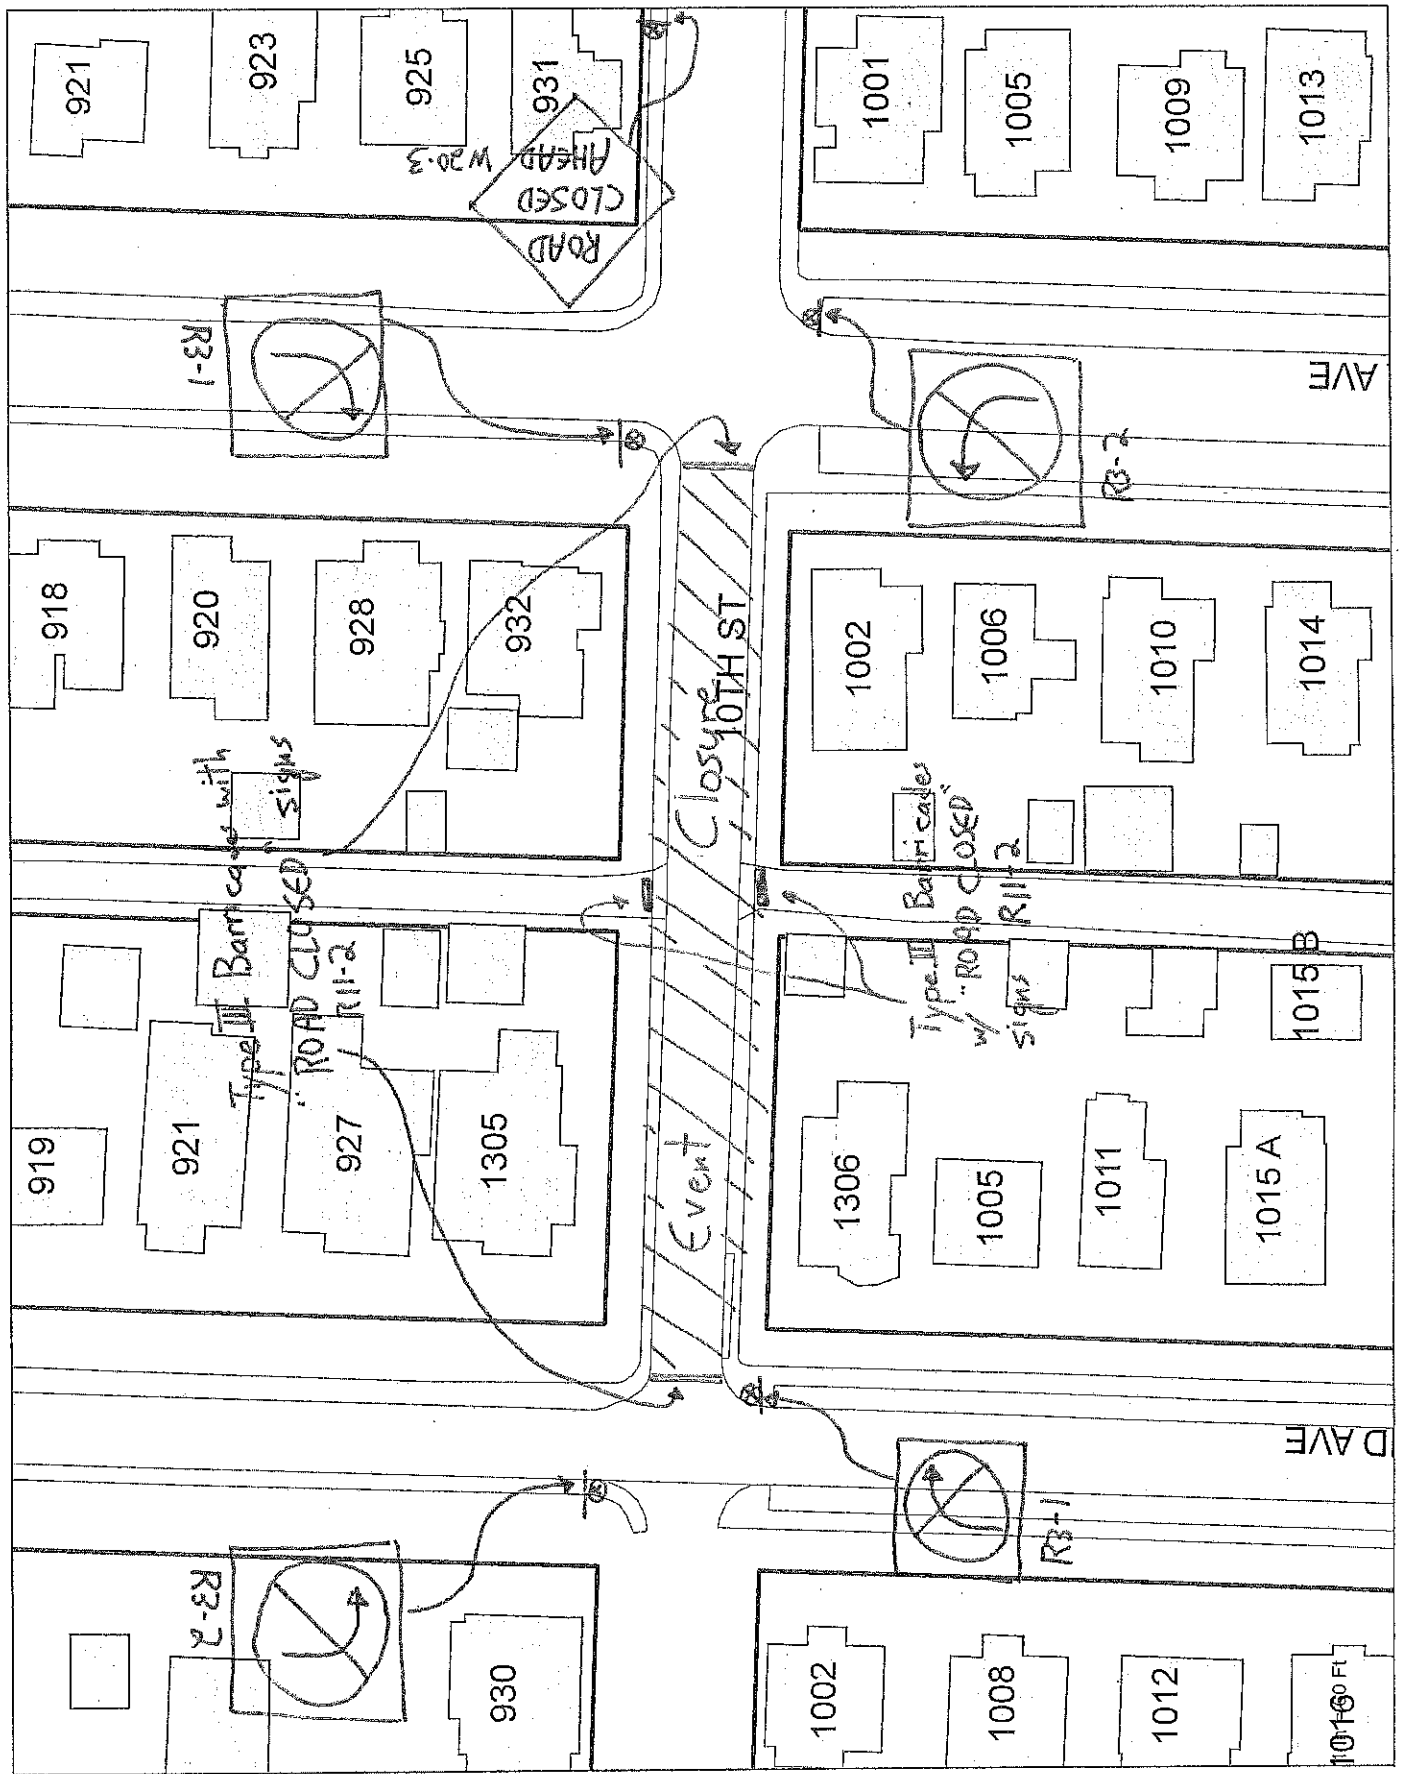 921
923
925
931
1001
1005
1009
1013
W20-3
ROAD
CLOSED
AHEAD
R3-1
R3-2
AVE
918
920
928
932
1002
1006
1010
1014
Event Closure
10TH ST
Type III Barricades with
"ROAD CLOSED" signs
R11-2
Type III Barricades
w/ "ROAD CLOSED"
signs R11-2
919
921
927
1305
1306
1005
1011
1015 A
1015 B
D AVE
R3-2
R3-1
930
1002
1008
1012
1016